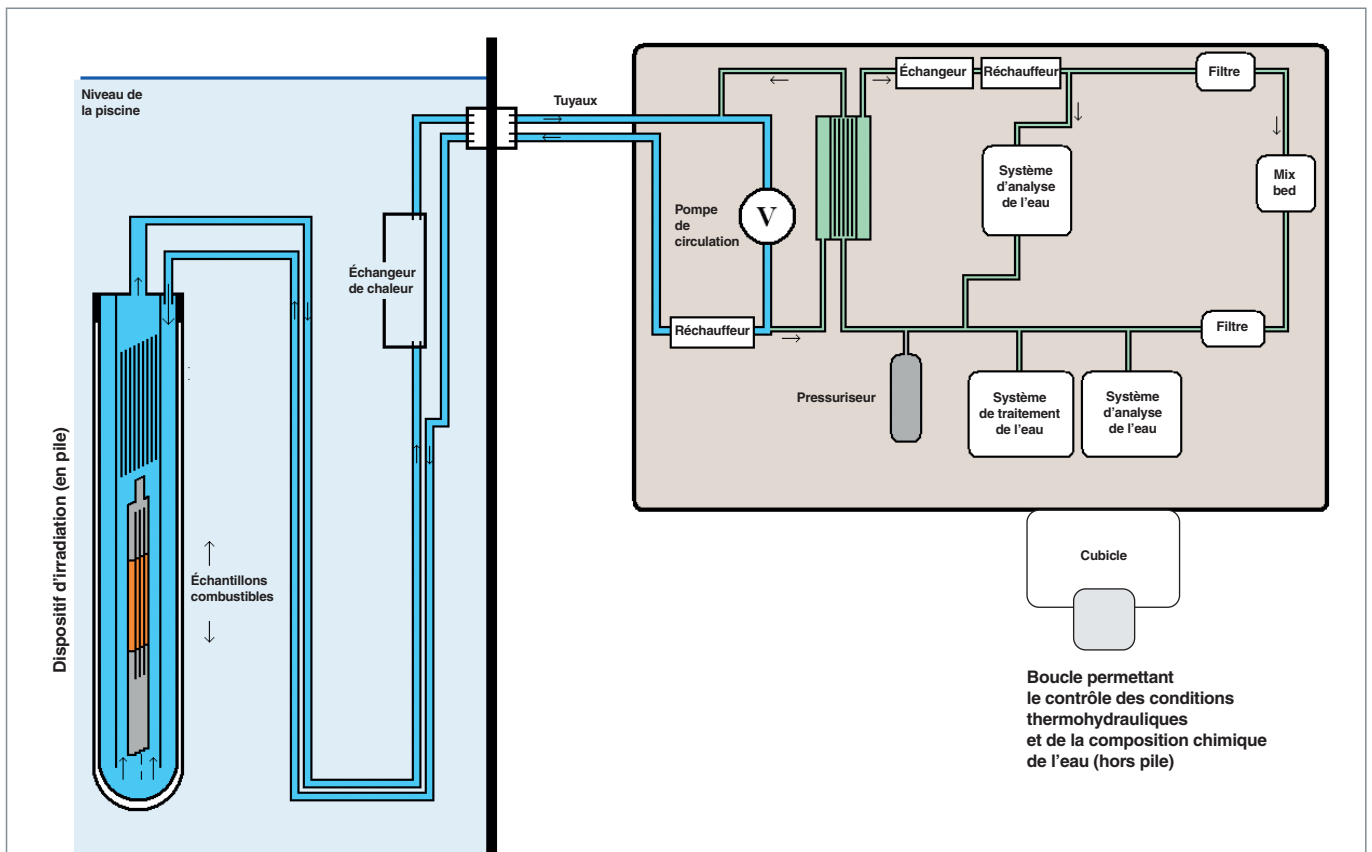 Niveau de
la piscine
Dispositif d'irradiation (en pile)
Échantillons
combustibles
Échangeur
de chaleur
Tuyaux
Pompe
de
circulation
V
Réchauffeur
Échangeur
Réchauffeur
Filtre
Système
d'analyse
de l'eau
Mix
bed
Filtre
Pressuriseur
Système
de traitement
de l'eau
Système
d'analyse
de l'eau
Cubicle
Boucle permettant
le contrôle des conditions
thermohydrauliques
et de la composition chimique
de l'eau (hors pile)